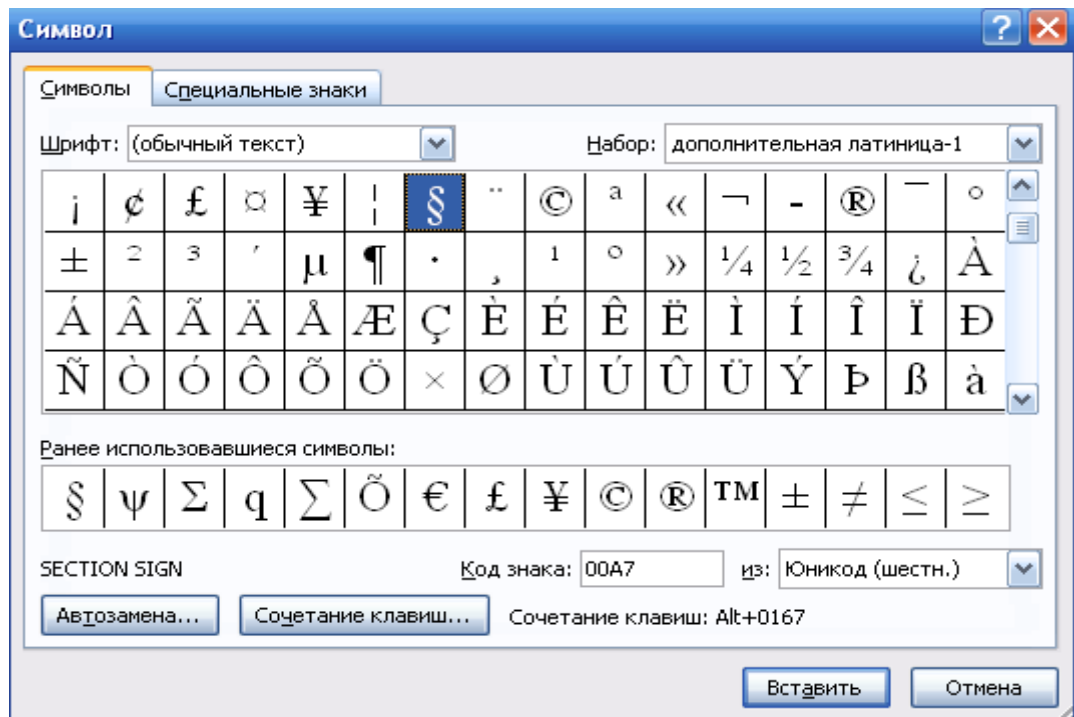 Символ
Символы Специальные знаки
Шрифт: (обычный текст) Набор: дополнительная латиница-1
¡ ¢ £ ¤ ¥ ¦ § ¨ © ª « ¬ - ® ¯ °
± ² ³ ´ µ ¶ · ¸ ¹ º » ¼ ½ ¾ ¿ À
Á Â Ã Ä Å Æ Ç È É Ê Ë Ì Í Î Ï Ð
Ñ Ò Ó Ô Õ Ö × Ø Ù Ú Û Ü Ý Þ ß à
Ранее использовавшиеся символы:
§ ψ Σ q ∑ Õ € £ ¥ © ® ™ ± ≠ ≤ ≥
SECTION SIGN Код знака: 00A7 из: Юникод (шестн.)
Автозамена... Сочетание клавиш... Сочетание клавиш: Alt+0167
Вставить Отмена